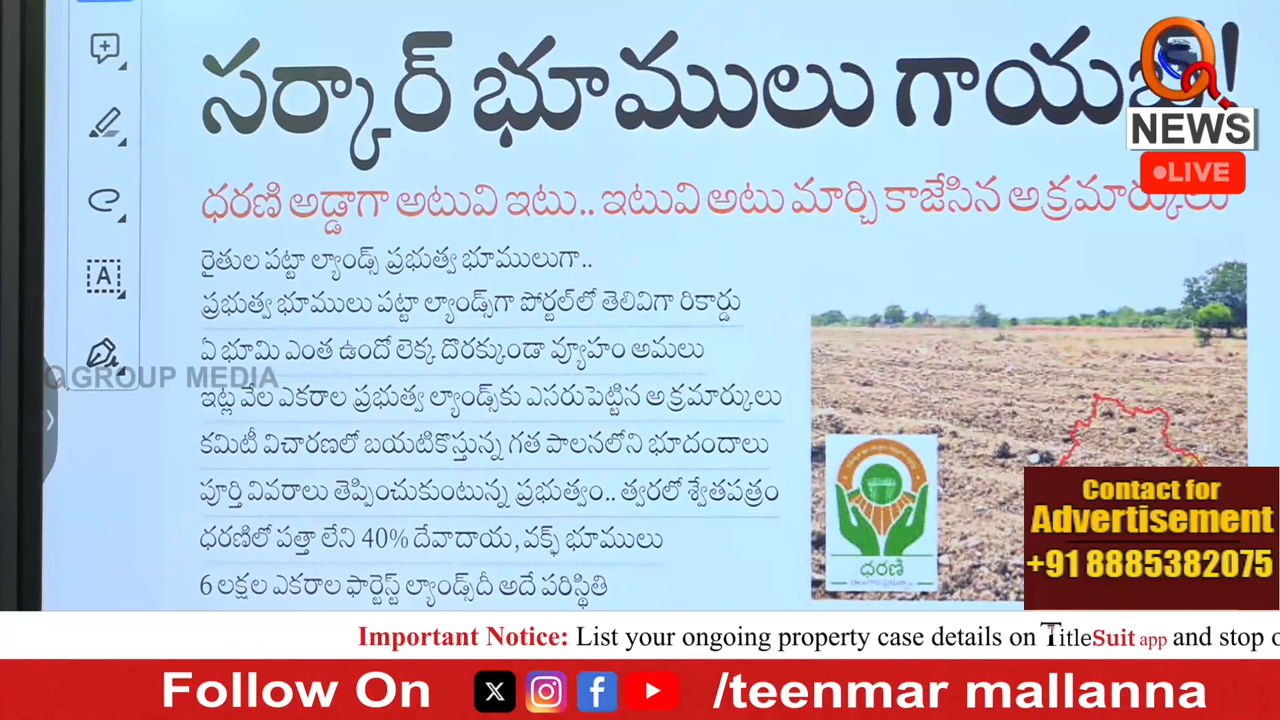 సర్కార్ భూములు గాయబ్!
ధరణి అడ్డాగా అటువి ఇటు.. ఇటువి అటు మార్చి కాజేసిన అక్రమార్కులు
రైతుల పట్టా ల్యాండ్స్ ప్రభుత్వ భూములుగా..
ప్రభుత్వ భూములు పట్టా ల్యాండ్స్‌గా పోర్టల్‌లో తెలివిగా రికార్డు
ఏ భూమి ఎంత ఉందో లెక్క దొరక్కుండా వ్యూహం అమలు
ఇట్ల వేల ఎకరాల ప్రభుత్వ ల్యాండ్స్‌కు ఎసరుపెట్టిన అక్రమార్కులు
కమిటీ విచారణలో బయటికొస్తున్న గత పాలనలోని భూదందాలు
పూర్తి వివరాలు తెప్పించుకుంటున్న ప్రభుత్వం.. త్వరలో శ్వేతపత్రం
ధరణిలో పత్తా లేని 40% దేవాదాయ, వక్ఫ్ భూములు
6 లక్షల ఎకరాల ఫారెస్ట్ ల్యాండ్స్‌దీ అదే పరిస్థితి
A
Q GROUP MEDIA
ధరణి
Q
NEWS
LIVE
Contact for
Advertisement
+91 8885382075
Important Notice: List your ongoing property case details on TitleSuit app and stop
Follow On X f /teenmar mallanna